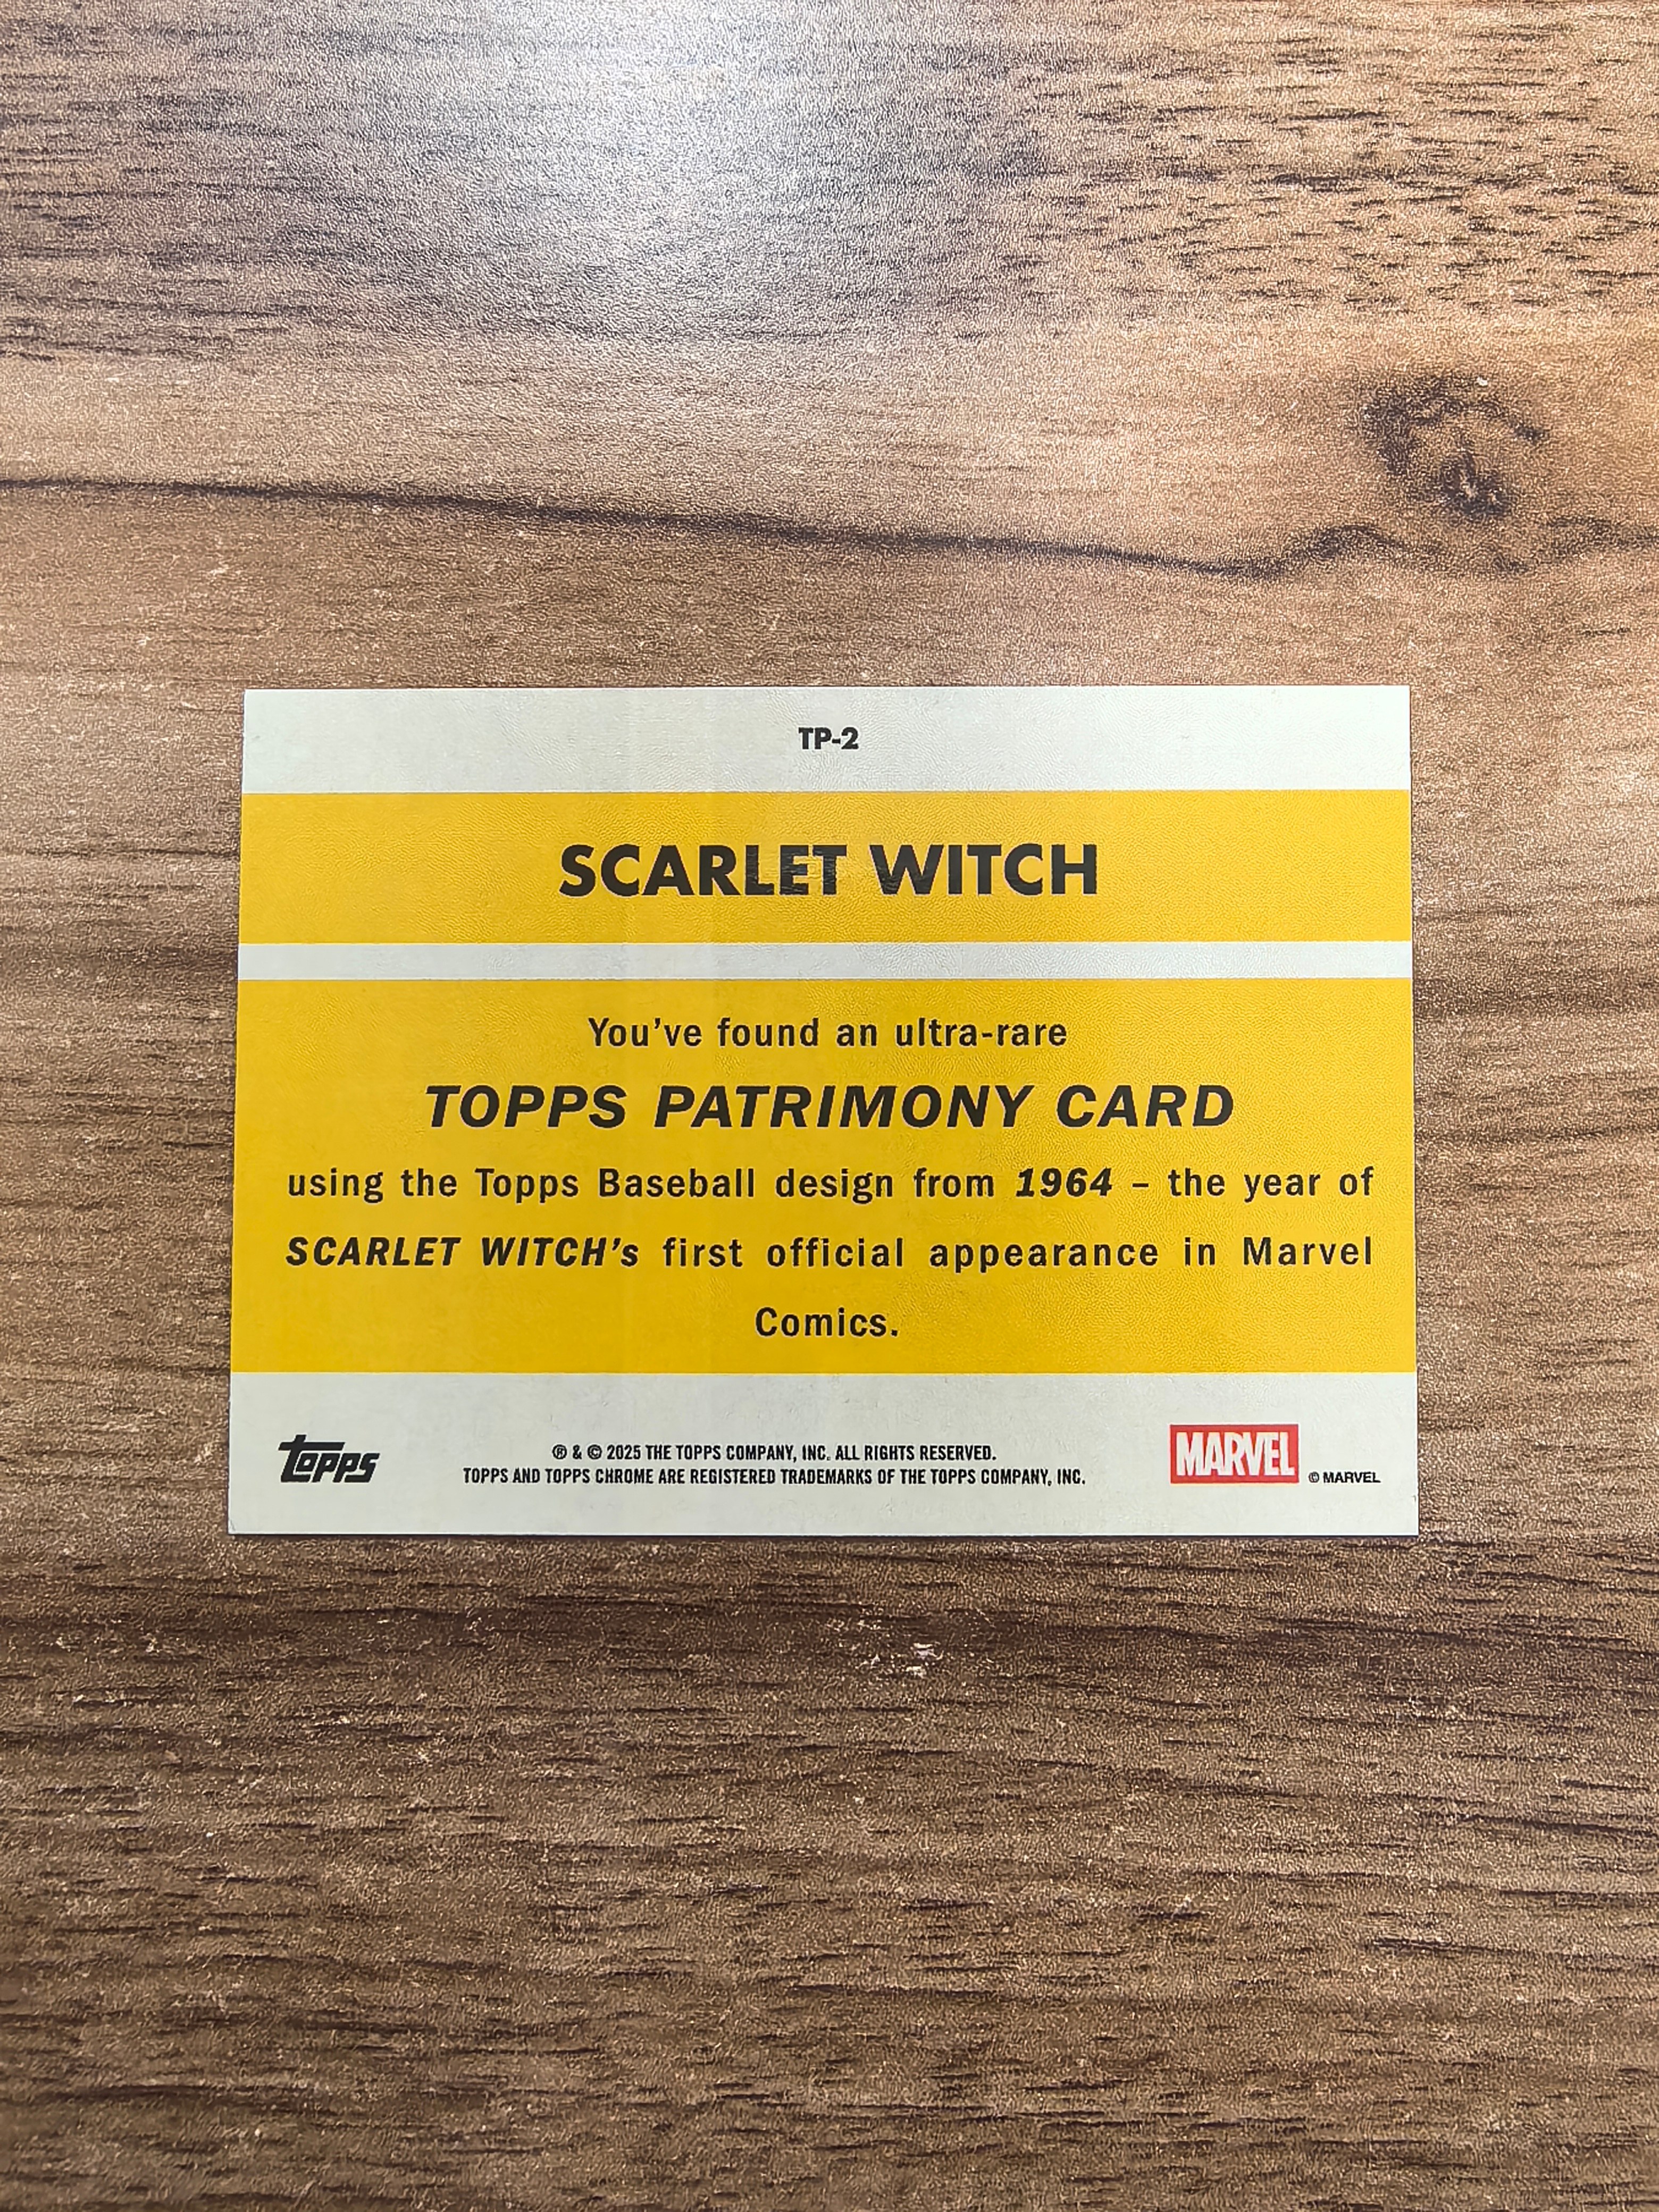 TP-2
SCARLET WITCH
You've found an ultra-rare
TOPPS PATRIMONY CARD
using the Topps Baseball design from 1964 – the year of
SCARLET WITCH's first official appearance in Marvel
Comics.
topps
® & © 2025 THE TOPPS COMPANY, INC. ALL RIGHTS RESERVED.
TOPPS AND TOPPS CHROME ARE REGISTERED TRADEMARKS OF THE TOPPS COMPANY, INC.
MARVEL
© MARVEL